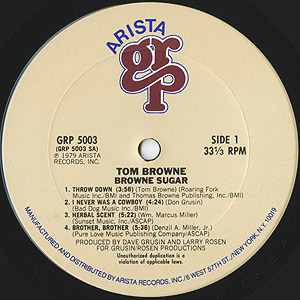 ARISTA
grp
GRP 5003
(GRP 5003 SA)
℗ 1979 ARISTA
RECORDS, INC.
SIDE 1
33⅓ RPM
TOM BROWNE
BROWNE SUGAR
1. THROW DOWN (3:56) (Tom Browne) (Roaring Fork
Music Inc./BMI and Thomas Browne Publishing, Inc./BMI)
2. I NEVER WAS A COWBOY (4:24) (Don Grusin)
(Bad Dog Music Inc./BMI)
3. HERBAL SCENT (5:22) (Wm. Marcus Miller)
(Sunset Music, Inc./ASCAP)
4. BROTHER, BROTHER (5:36) (Denzil A. Miller, Jr.)
(Pure Love Music Publishing Company/ASCAP)
PRODUCED BY DAVE GRUSIN AND LARRY ROSEN
FOR GRUSIN/ROSEN PRODUCTIONS
Unauthorized duplication is a
violation of applicable laws.
MANUFACTURED AND DISTRIBUTED BY ARISTA RECORDS, INC./6 WEST 57TH ST./NEW YORK, N.Y. 10019